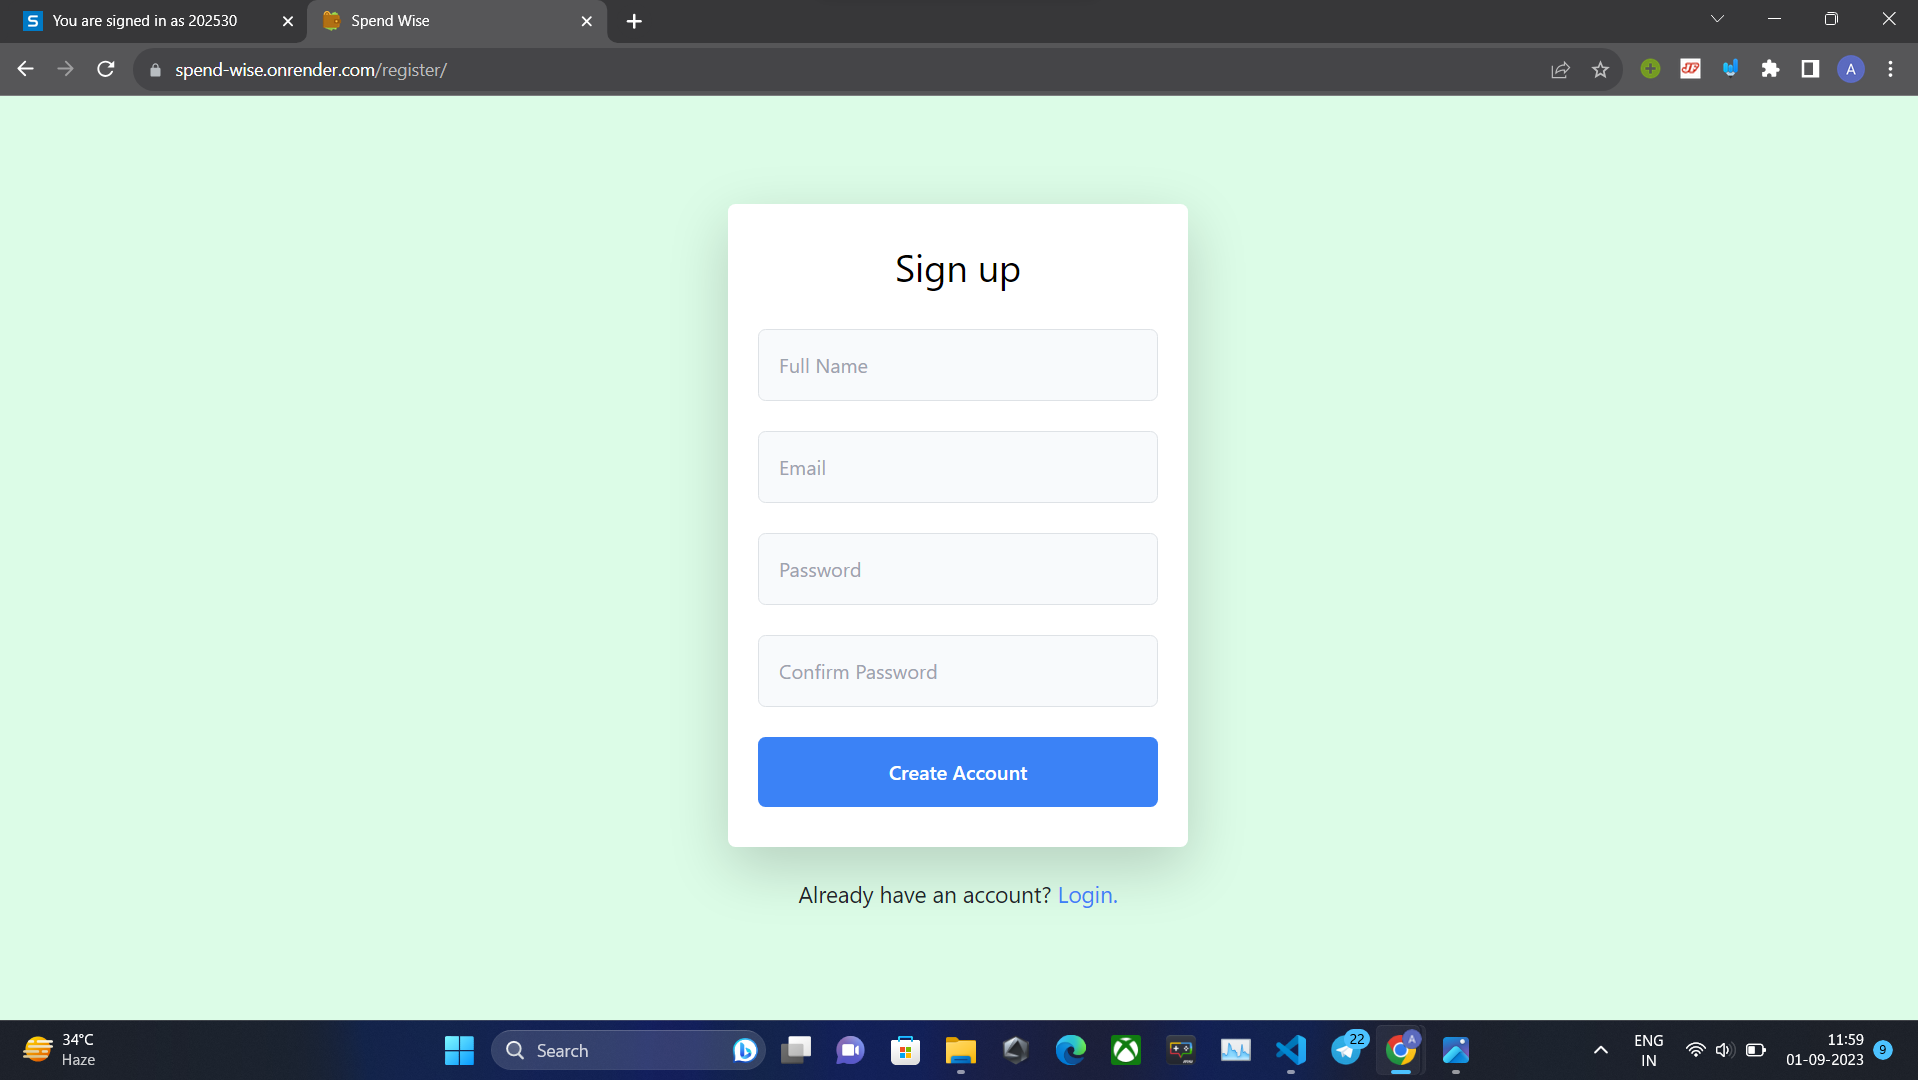 You are signed in as 202530
Spend Wise
spend-wise.onrender.com/register/
A
Sign up
Full Name
Email
Password
Confirm Password
Create Account
Already have an account? Login.
34°C
Haze
Search
22
A
ENG
IN
11:59
01-09-2023
9